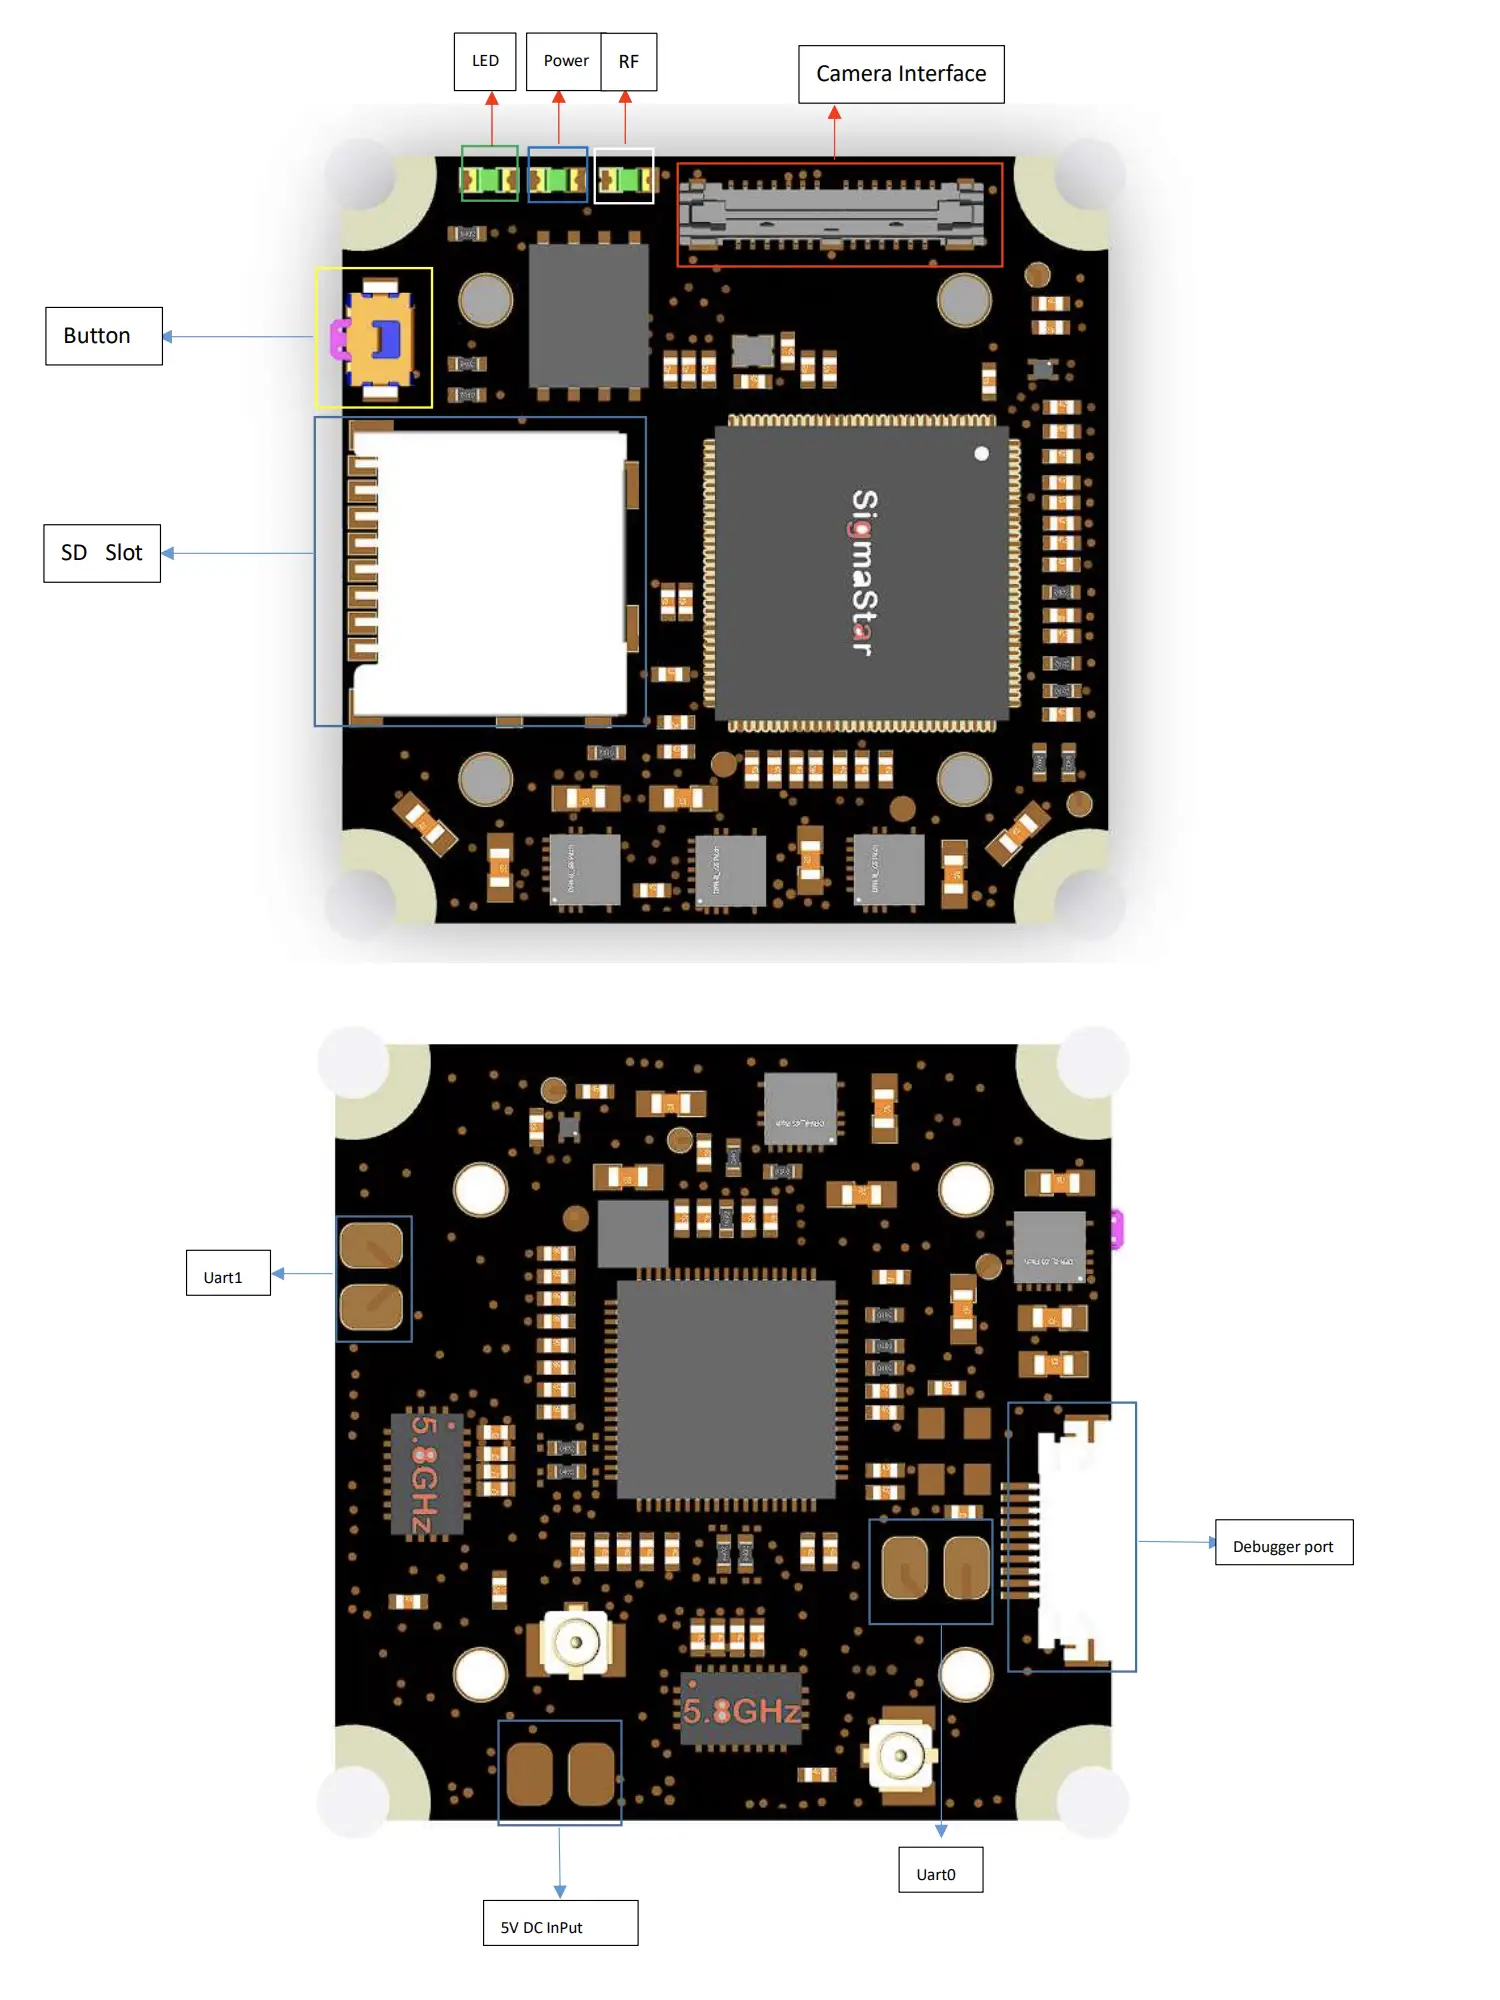 LED
Power
RF
Camera Interface
Button
SD Slot
SigmaStar
Uart1
5.8GHz
Debugger port
5.8GHz
Uart0
5V DC InPut